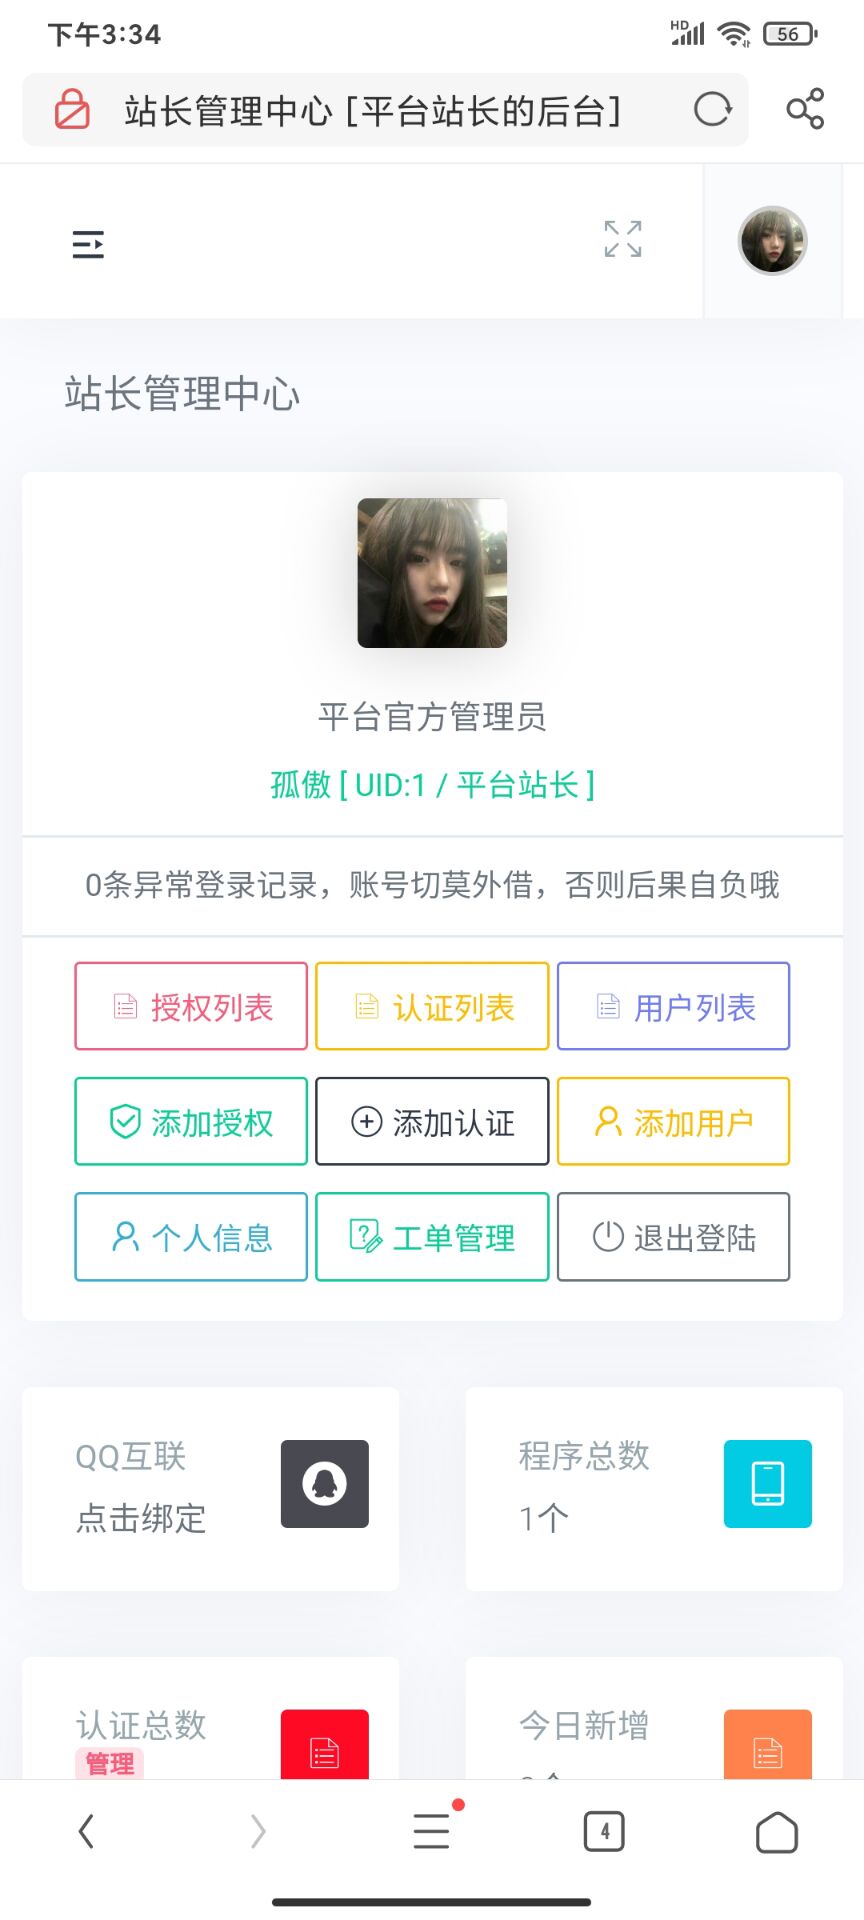 下午3:34
HD
56
站长管理中心 [平台站长的后台]
站长管理中心
平台官方管理员
孤傲 [ UID:1 / 平台站长 ]
0条异常登录记录，账号切莫外借，否则后果自负哦
授权列表 认证列表 用户列表
添加授权 添加认证 添加用户
个人信息 工单管理 退出登陆
QQ互联
点击绑定
程序总数
1个
认证总数
管理
今日新增
4